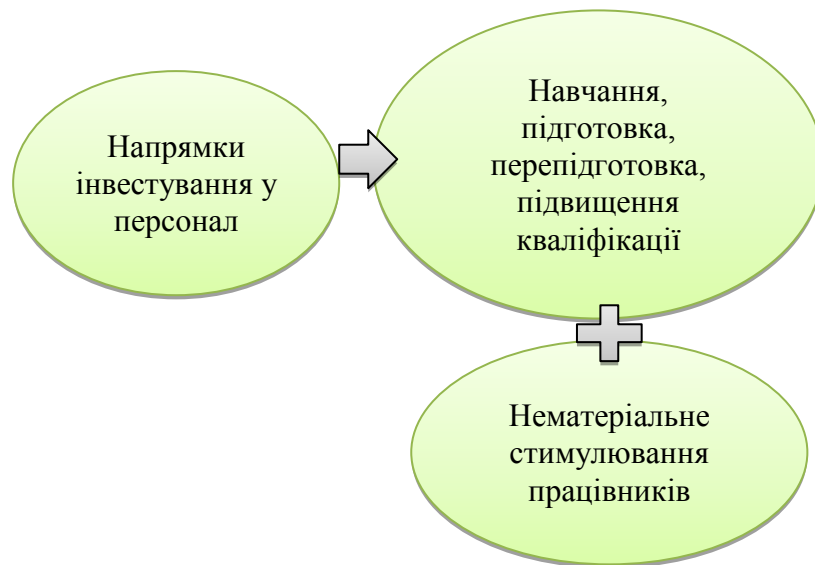 Напрямки
інвестування у
персонал
Навчання,
підготовка,
перепідготовка,
підвищення
кваліфікації
Нематеріальне
стимулювання
працівників